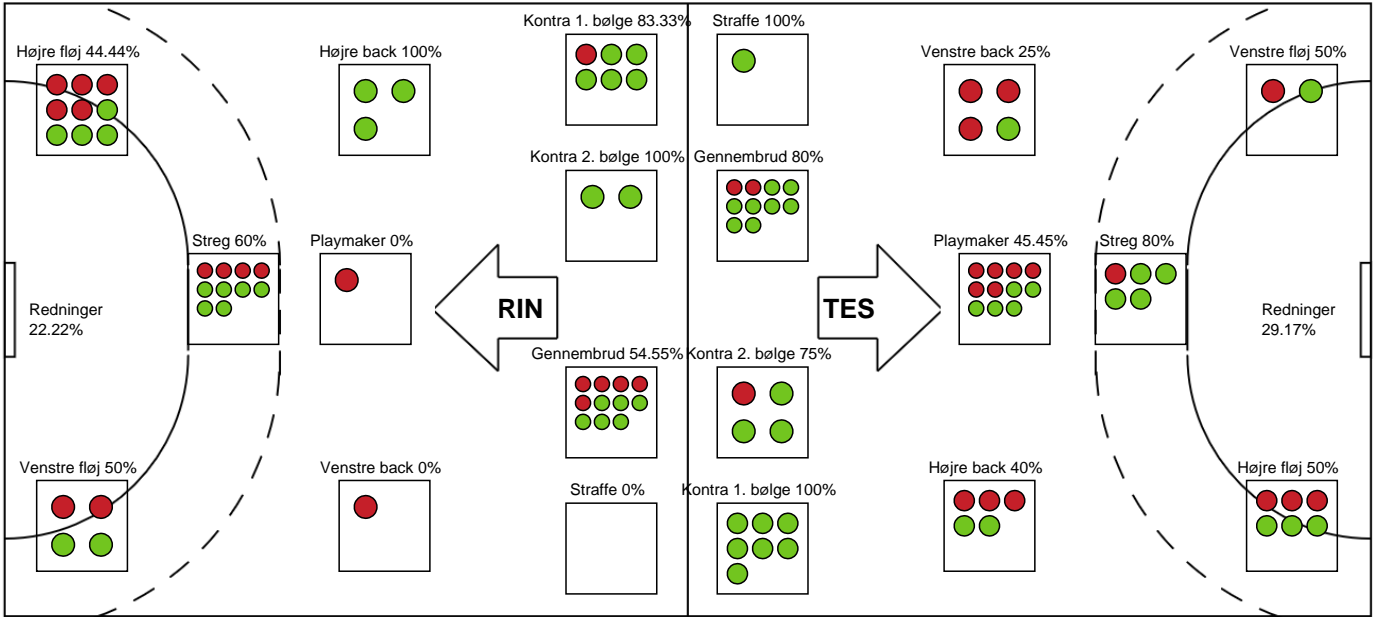 Kontra 1. bølge 83.33%
Straffe 100%
Højre fløj 44.44%
Højre back 100%
Venstre back 25%
Venstre fløj 50%
Kontra 2. bølge 100%
Gennembrud 80%
Streg 60%
Playmaker 0%
Playmaker 45.45%
Streg 80%
Redninger
22.22%
RIN
TES
Redninger
29.17%
Gennembrud 54.55%
Kontra 2. bølge 75%
Venstre fløj 50%
Venstre back 0%
Straffe 0%
Kontra 1. bølge 100%
Højre back 40%
Højre fløj 50%